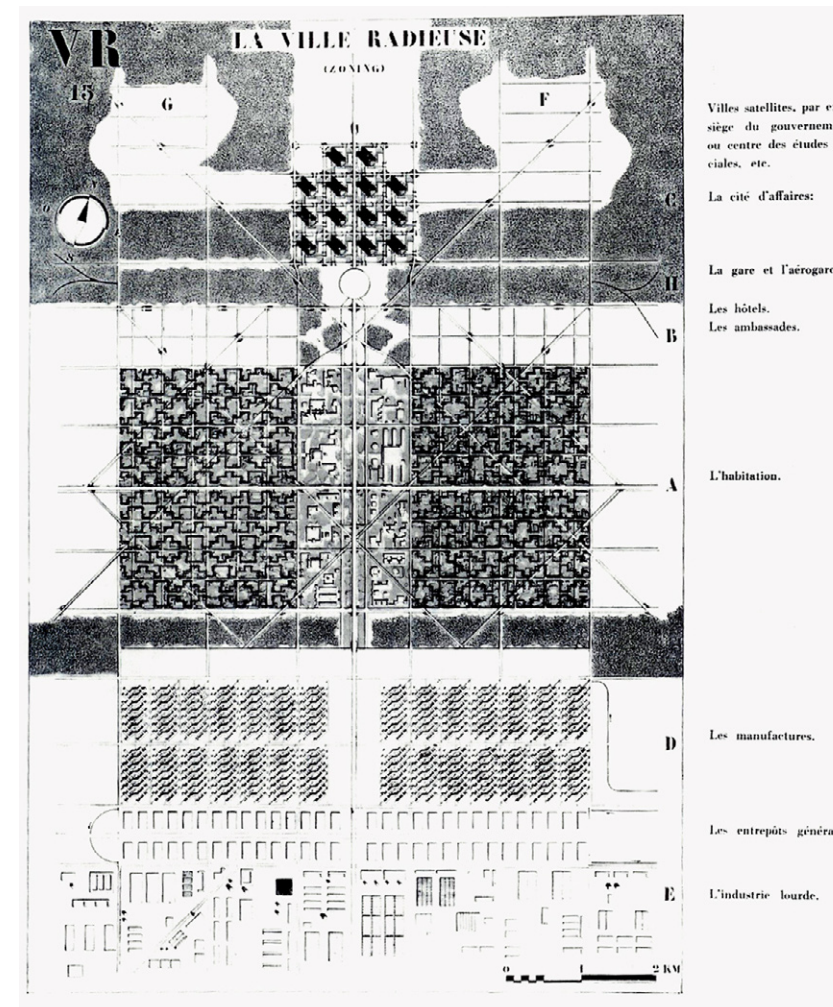 VR
LA VILLE RADIEUSE
(ZONING)
15
G
F
M
N
O
S
Villes satellites, par e
siège du gouvernem
ou centre des études
ciales, etc.
C
La cité d'affaires:
H
La gare et l'aérogar
Les hôtels.
B
Les ambassades.
A
L'habitation.
D
Les manufactures.
Les entrepôts généra
E
L'industrie lourde.
0 1 2 KM